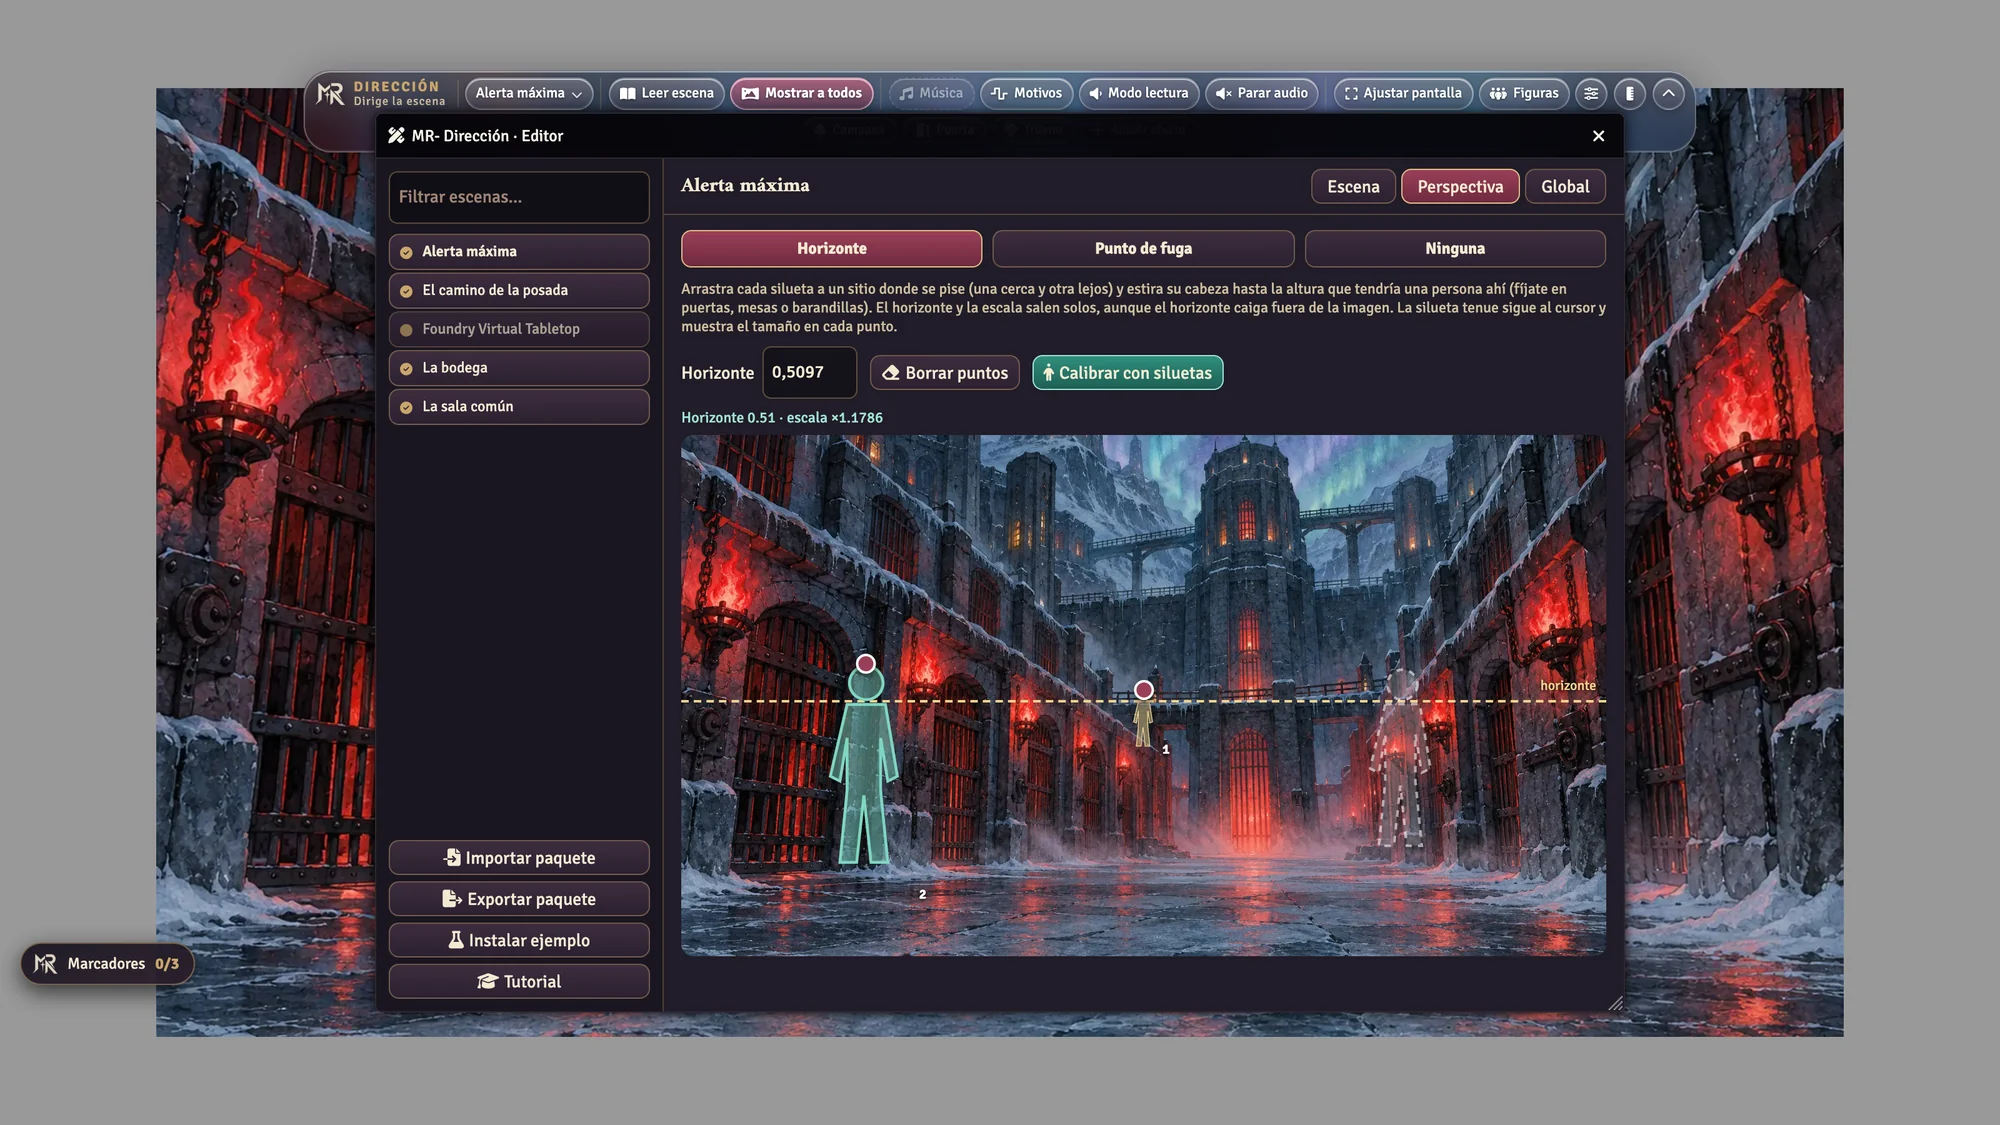 MR DIRECCIÓN
Dirige la escena
Alerta máxima
Leer escena
Mostrar a todos
Música
Motivos
Modo lectura
Parar audio
Ajustar pantalla
Figuras
MR- Dirección · Editor
Filtrar escenas...
Alerta máxima
El camino de la posada
Foundry Virtual Tabletop
La bodega
La sala común
Importar paquete
Exportar paquete
Instalar ejemplo
Tutorial
Alerta máxima
Escena
Perspectiva
Global
Horizonte
Punto de fuga
Ninguna
Arrastra cada silueta a un sitio donde se pise (una cerca y otra lejos) y estira su cabeza hasta la altura que tendría una persona ahí (fíjate en
puertas, mesas o barandillas). El horizonte y la escala salen solos, aunque el horizonte caiga fuera de la imagen. La silueta tenue sigue al cursor y
muestra el tamaño en cada punto.
Horizonte 0,5097
Borrar puntos
Calibrar con siluetas
Horizonte 0.51 · escala ×1.1786
horizonte
1
2
MR Marcadores 0/3